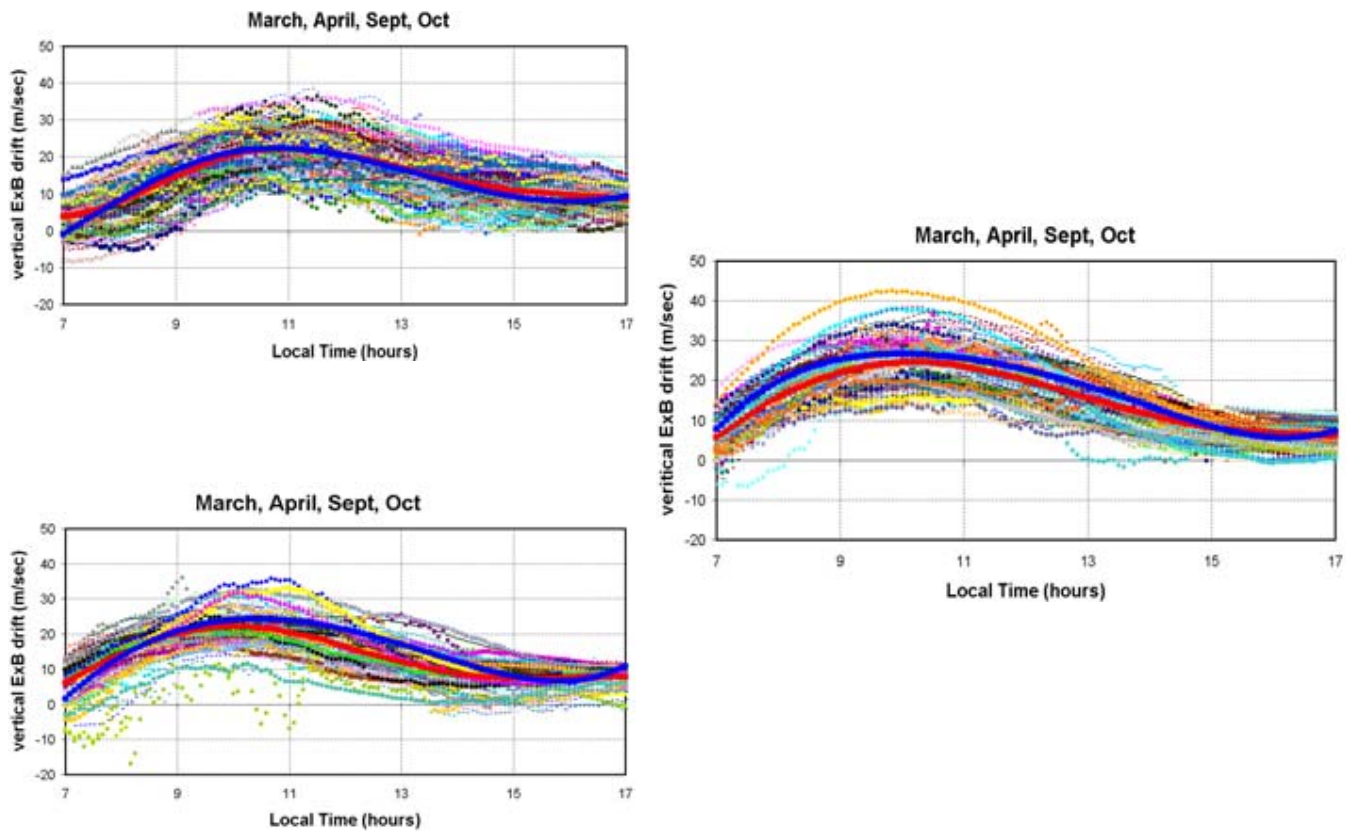 March, April, Sept, Oct
vertical ExB drift (m/sec)
50
40
30
20
10
0
-10
-20
7 9 11 13 15 17
Local Time (hours)
March, April, Sept, Oct
veritical ExB drift (m/sec)
50
40
30
20
10
0
-10
-20
7 9 11 13 15 17
Local Time (hours)
March, April, Sept, Oct
vertical ExB drift (m/sec)
50
40
30
20
10
0
-10
-20
7 9 11 13 15 17
Local Time (hours)